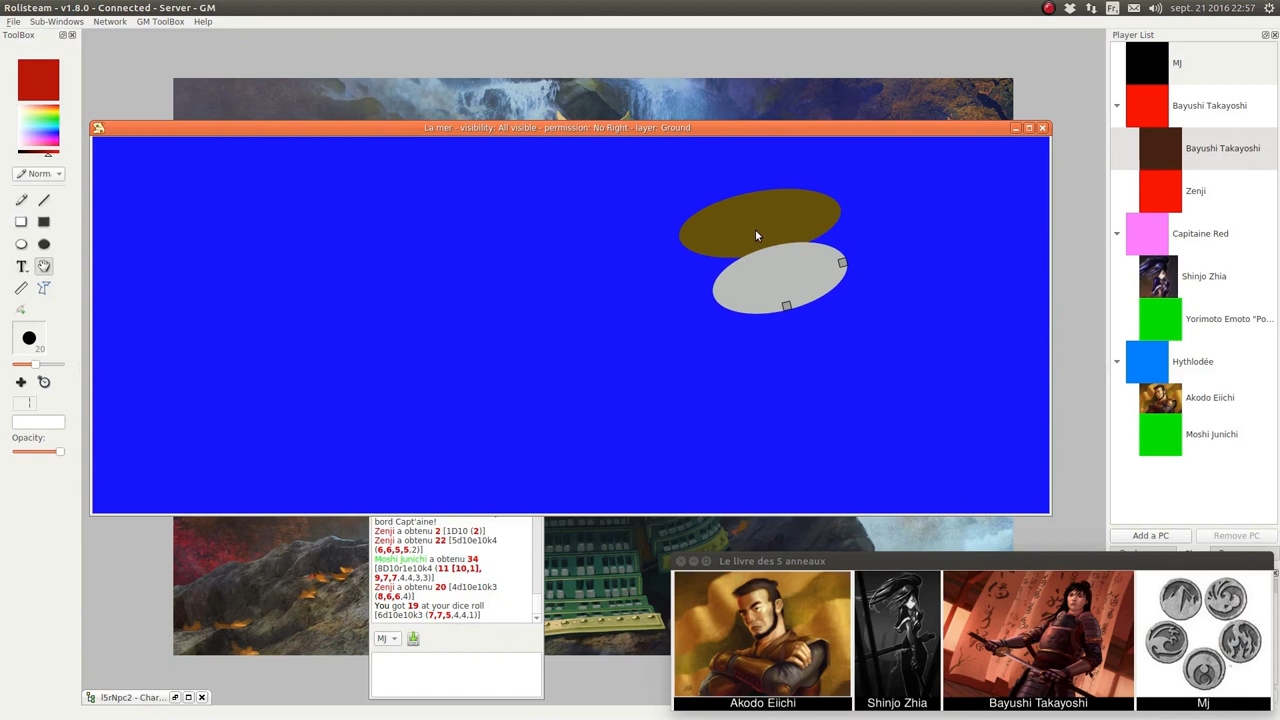 Rolisteam - v1.8.0 - Connected - Server - GM
Fr₁
sept. 21 2016 22:57
File Sub-Windows Network GM ToolBox Help
ToolBox
Norm
T
20
Opacity:
La mer - visibility: All visible - permission: No Right - layer: Ground
Player List
MJ
Bayushi Takayoshi
Bayushi Takayoshi
Zenji
Capitaine Red
Shinjo Zhia
Yorimoto Emoto "Po...
Hythlodée
Akodo Eiichi
Moshi Junichi
Add a PC
Remove PC
bord Capt'aine!
Zenji a obtenu 2 [1D10 (2)]
Zenji a obtenu 22 [5d10e10k4
(6,6,5,5,2)]
Moshi Junichi a obtenu 34
[8D10r1e10k4 (11 [10,1],
9,7,7,4,4,3,3)]
Zenji a obtenu 20 [4d10e10k3
(8,6,6,4)]
You got 19 at your dice roll
[6d10e10k3 (7,7,5,4,4,1)]
MJ
l5rNpc2 - Char...
Le livre des 5 anneaux
Akodo Eiichi
Shinjo Zhia
Bayushi Takayoshi
Mj